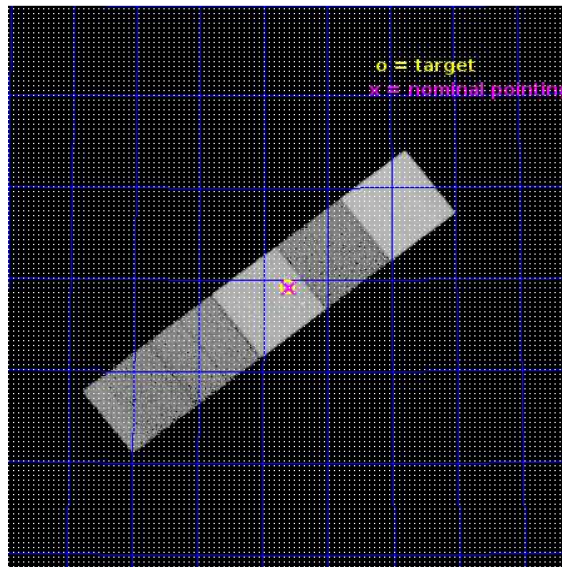 o = target
x = nominal pointing